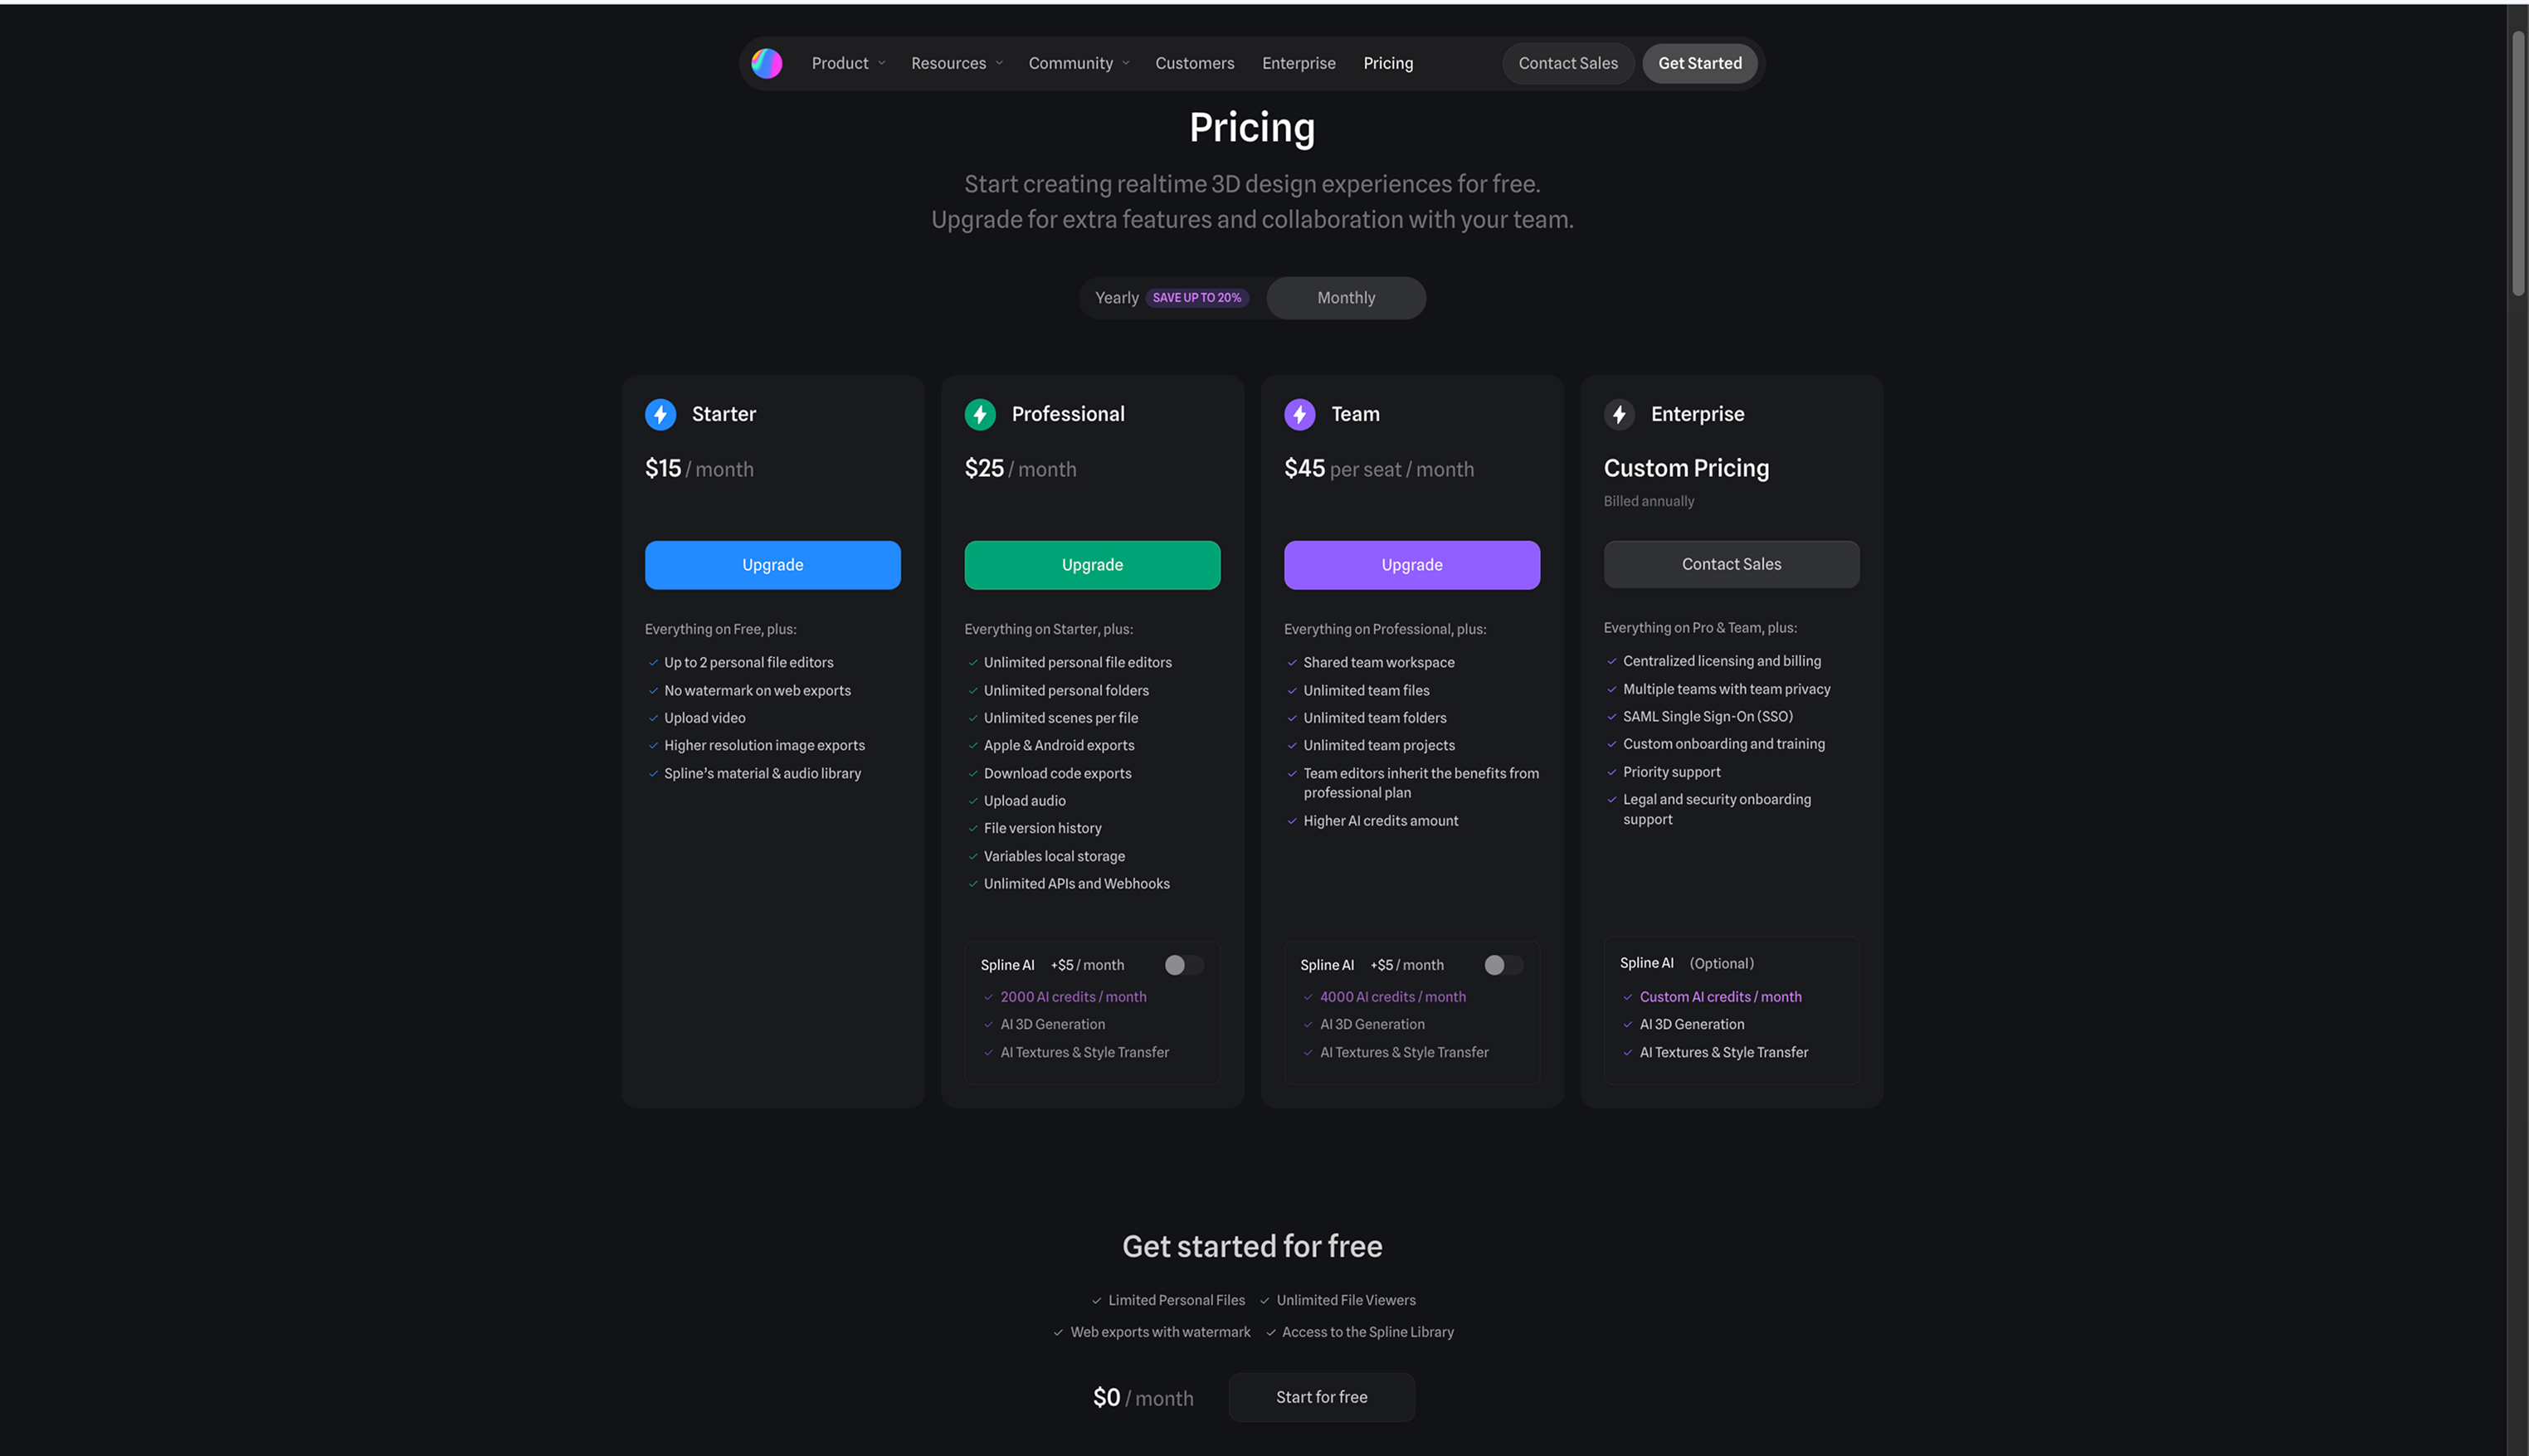 Product
Resources
Community
Customers
Enterprise
Pricing
Contact Sales
Get Started
Pricing
Start creating realtime 3D design experiences for free.
Upgrade for extra features and collaboration with your team.
Yearly SAVE UP TO 20%
Monthly
Starter
$15 / month
Upgrade
Everything on Free, plus:
Up to 2 personal file editors
No watermark on web exports
Upload video
Higher resolution image exports
Spline's material & audio library
Professional
$25 / month
Upgrade
Everything on Starter, plus:
Unlimited personal file editors
Unlimited personal folders
Unlimited scenes per file
Apple & Android exports
Download code exports
Upload audio
File version history
Variables local storage
Unlimited APIs and Webhooks
Spline AI +$5 / month
2000 AI credits / month
AI 3D Generation
AI Textures & Style Transfer
Team
$45 per seat / month
Upgrade
Everything on Professional, plus:
Shared team workspace
Unlimited team files
Unlimited team folders
Unlimited team projects
Team editors inherit the benefits from
professional plan
Higher AI credits amount
Spline AI +$5 / month
4000 AI credits / month
AI 3D Generation
AI Textures & Style Transfer
Enterprise
Custom Pricing
Billed annually
Contact Sales
Everything on Pro & Team, plus:
Centralized licensing and billing
Multiple teams with team privacy
SAML Single Sign-On (SSO)
Custom onboarding and training
Priority support
Legal and security onboarding
support
Spline AI (Optional)
Custom AI credits / month
AI 3D Generation
AI Textures & Style Transfer
Get started for free
Limited Personal Files
Unlimited File Viewers
Web exports with watermark
Access to the Spline Library
$0 / month
Start for free